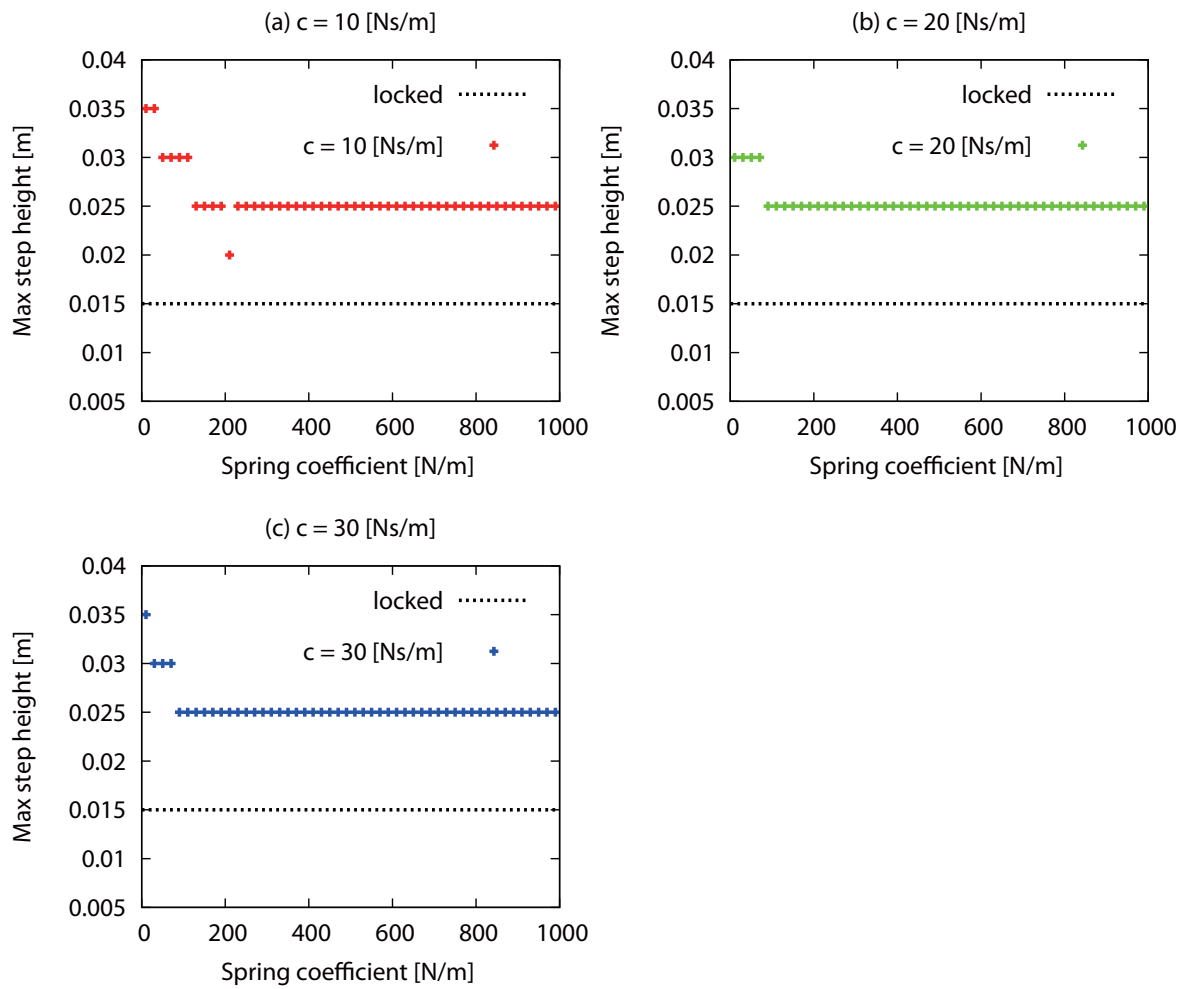 (a) c = 10 [Ns/m]
0.04
0.035
0.03
0.025
0.02
0.015
0.01
0.005
Max step height [m]
locked
c = 10 [Ns/m]
0 200 400 600 800 1000
Spring coefficient [N/m]
(b) c = 20 [Ns/m]
0.04
0.035
0.03
0.025
0.02
0.015
0.01
0.005
Max step height [m]
locked
c = 20 [Ns/m]
0 200 400 600 800 1000
Spring coefficient [N/m]
(c) c = 30 [Ns/m]
0.04
0.035
0.03
0.025
0.02
0.015
0.01
0.005
Max step height [m]
locked
c = 30 [Ns/m]
0 200 400 600 800 1000
Spring coefficient [N/m]